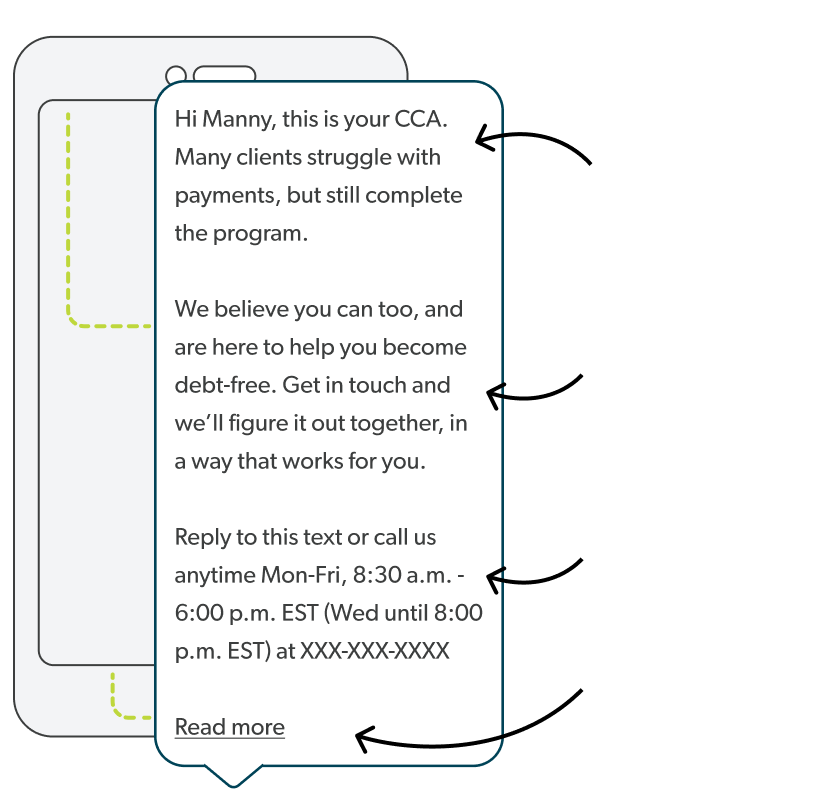 Hi Manny, this is your CCA.
Many clients struggle with
payments, but still complete
the program.
We believe you can too, and
are here to help you become
debt-free. Get in touch and
we’ll figure it out together, in
a way that works for you.
Reply to this text or call us
anytime Mon-Fri, 8:30 a.m. -
6:00 p.m. EST (Wed until 8:00
p.m. EST) at XXX-XXX-XXXX
Read more